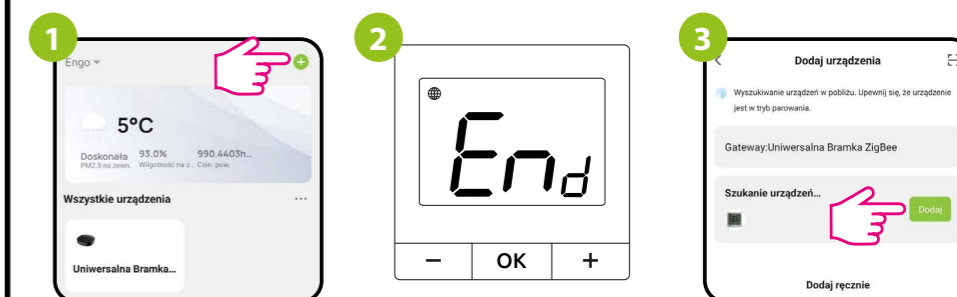 1
Engo
5°C
Doskonała 93.0% 990.4403h...
PM2.5 na zewn. Wilgotność na z... Ciśn. pow.
Wszystkie urządzenia ...
Uniwersalna Bramka...
2
End
− OK +
3
Dodaj urządzenia
Wyszukiwanie urządzeń w pobliżu. Upewnij się, że urządzenie
jest w tryb parowania.
Gateway:Uniwersalna Bramka ZigBee
Szukanie urządzeń...
Dodaj
Dodaj ręcznie